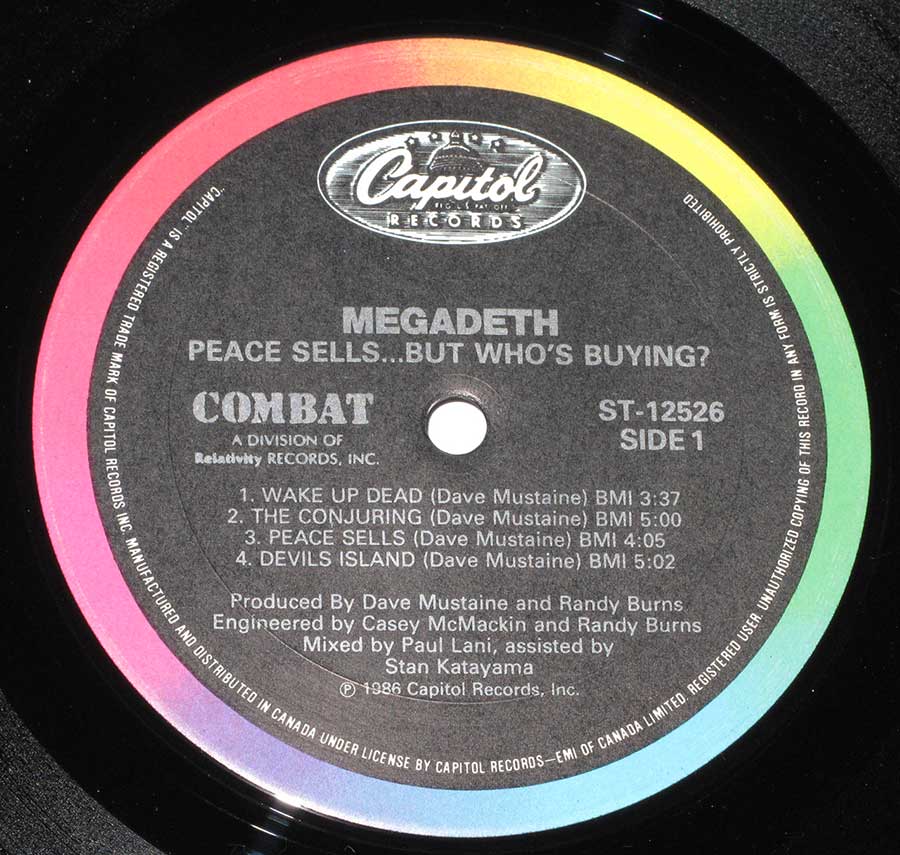 Capitol
RECORDS
MEGADETH
PEACE SELLS...BUT WHO'S BUYING?
COMBAT
A DIVISION OF
Relativity RECORDS, INC.
ST-12526
SIDE 1
1. WAKE UP DEAD (Dave Mustaine) BMI 3:37
2. THE CONJURING (Dave Mustaine) BMI 5:00
3. PEACE SELLS (Dave Mustaine) BMI 4:05
4. DEVILS ISLAND (Dave Mustaine) BMI 5:02
Produced By Dave Mustaine and Randy Burns
Engineered by Casey McMackin and Randy Burns
Mixed by Paul Lani, assisted by
Stan Katayama
℗ 1986 Capitol Records, Inc.
"CAPITOL" IS A REGISTERED TRADE MARK OF CAPITOL RECORDS INC. MANUFACTURED AND DISTRIBUTED IN CANADA UNDER LICENSE BY CAPITOL RECORDS—EMI OF CANADA LIMITED, REGISTERED USER. UNAUTHORIZED COPYING OF THIS RECORD IN ANY FORM IS STRICTLY PROHIBITED